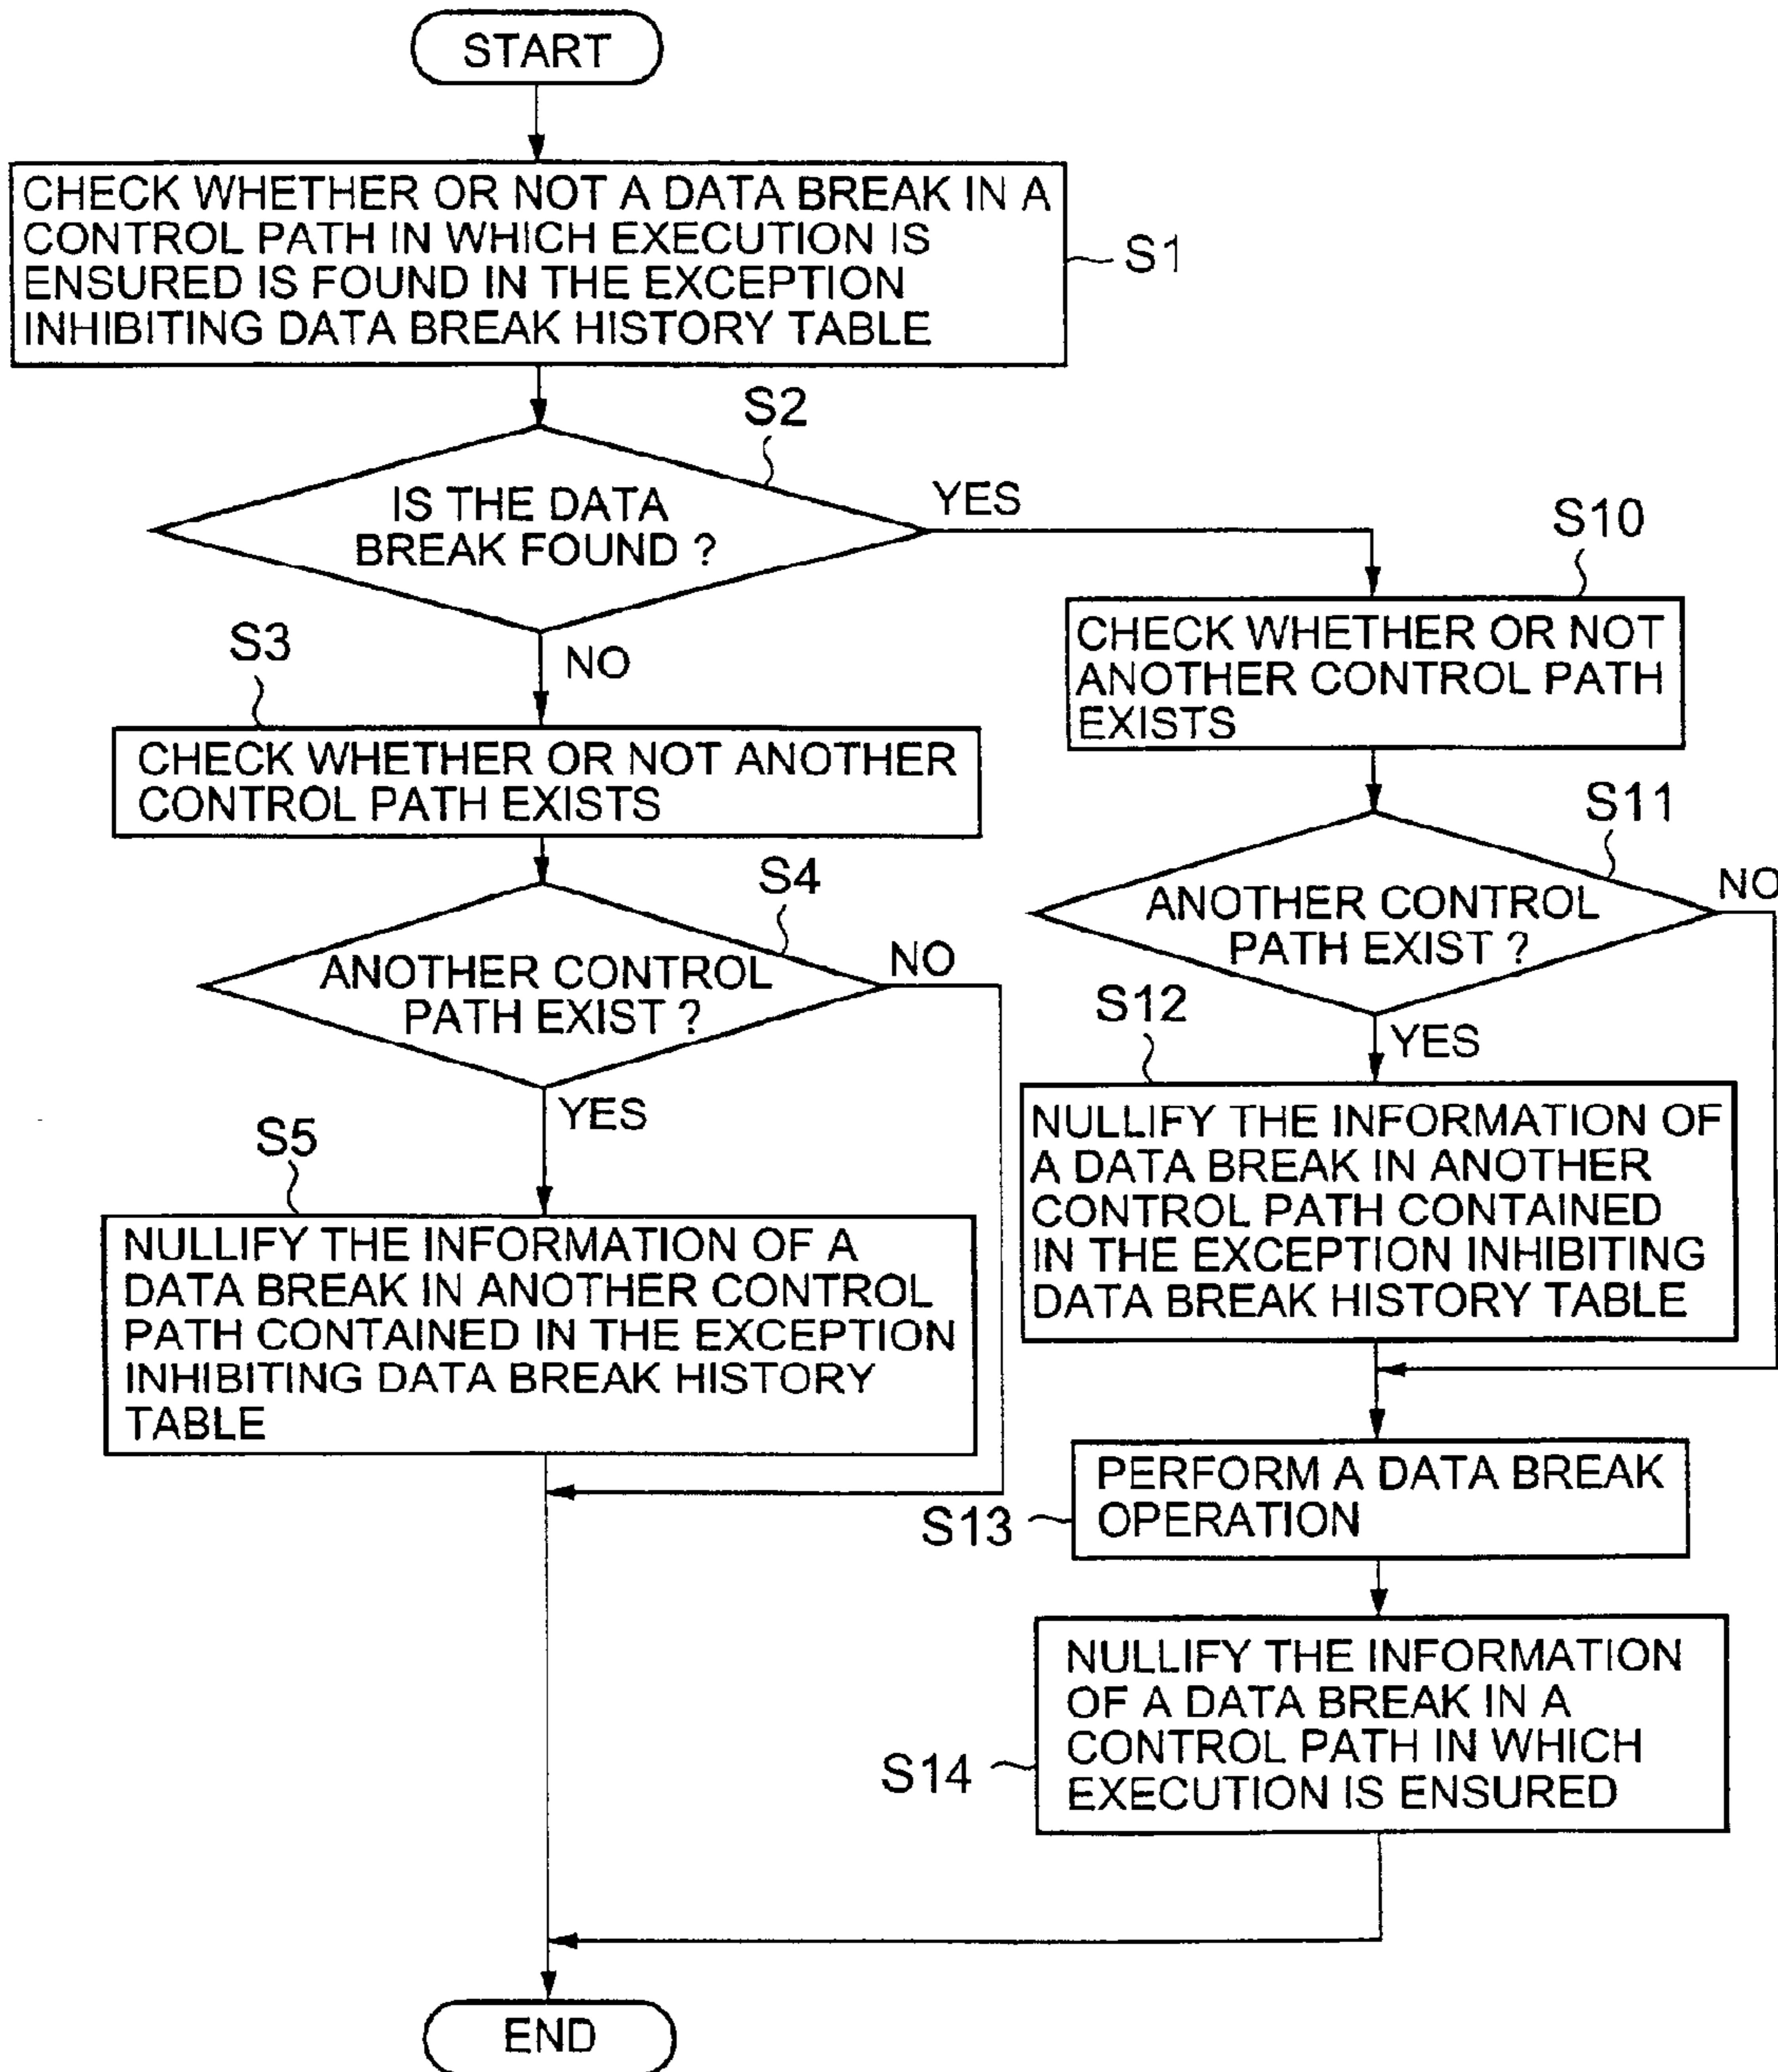 START
CHECK WHETHER OR NOT A DATA BREAK IN A
CONTROL PATH IN WHICH EXECUTION IS
ENSURED IS FOUND IN THE EXCEPTION
INHIBITING DATA BREAK HISTORY TABLE
S1
S2
IS THE DATA
BREAK FOUND ?
YES
NO
S3
CHECK WHETHER OR NOT ANOTHER
CONTROL PATH EXISTS
S4
ANOTHER CONTROL
PATH EXIST ?
NO
YES
S5
NULLIFY THE INFORMATION OF A
DATA BREAK IN ANOTHER CONTROL
PATH CONTAINED IN THE EXCEPTION
INHIBITING DATA BREAK HISTORY
TABLE
S10
CHECK WHETHER OR NOT
ANOTHER CONTROL PATH
EXISTS
S11
ANOTHER CONTROL
PATH EXIST ?
NO
YES
S12
NULLIFY THE INFORMATION OF
A DATA BREAK IN ANOTHER
CONTROL PATH CONTAINED
IN THE EXCEPTION INHIBITING
DATA BREAK HISTORY TABLE
PERFORM A DATA BREAK
OPERATION
S13
NULLIFY THE INFORMATION
OF A DATA BREAK IN A
CONTROL PATH IN WHICH
EXECUTION IS ENSURED
S14
END